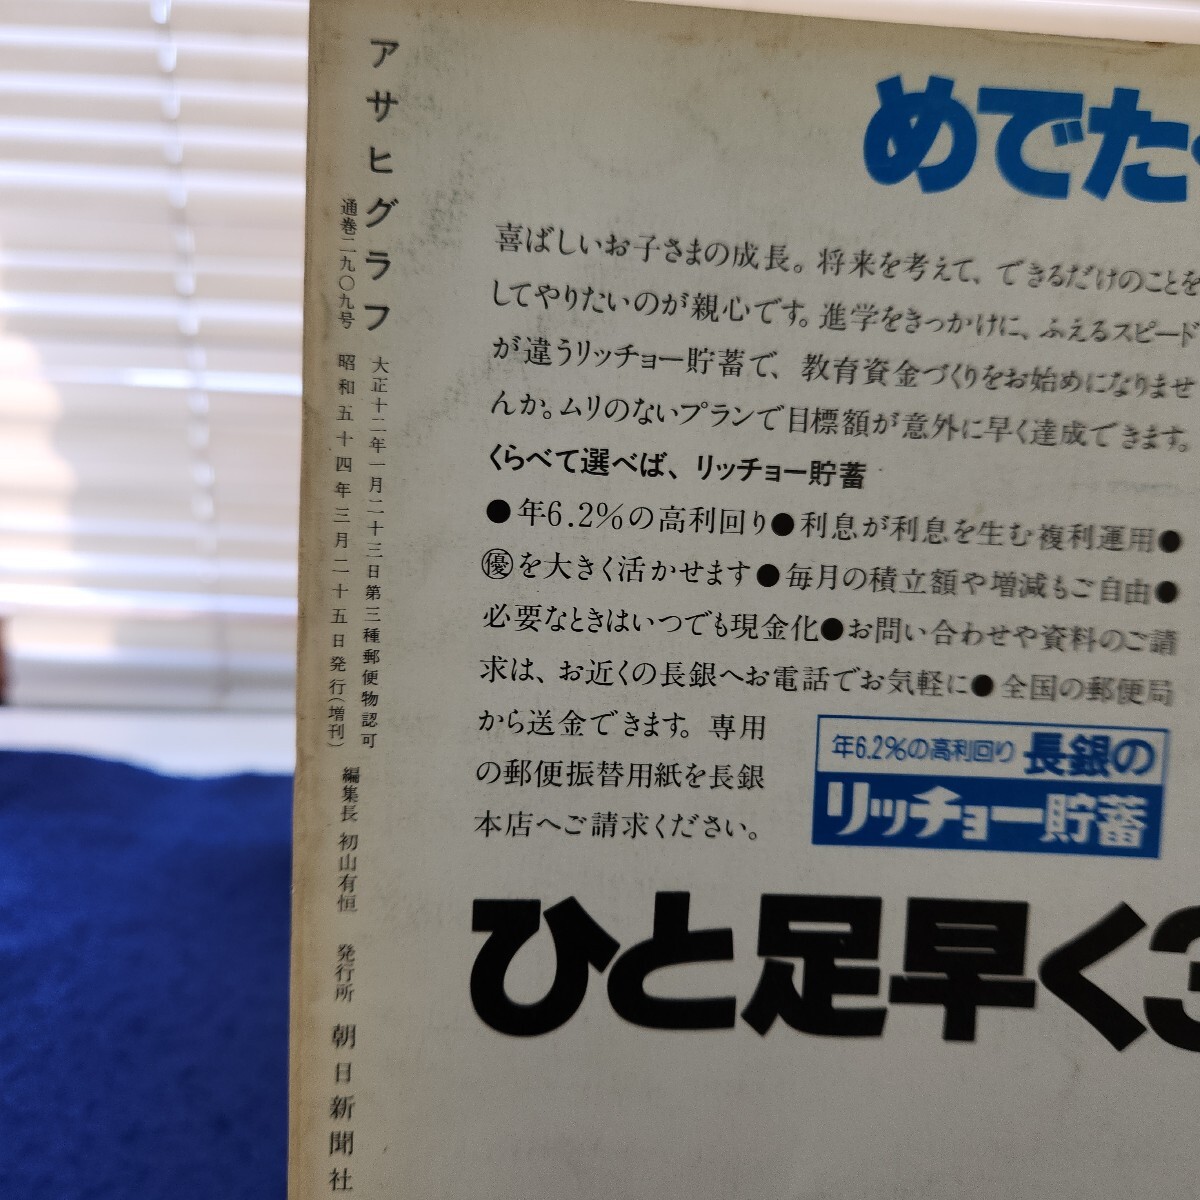 アサヒグラフ
大正十二年一月二十三日第三種郵便物認可
通巻二九〇九号 昭和五十四年三月二十五日発行(増刊) 編集長 初山有恒 発行所 朝日新聞社
めでた
喜ばしいお子さまの成長。将来を考えて、できるだけのことを
してやりたいのが親心です。進学をきっかけに、ふえるスピード
が違うリッチョー貯蓄で、教育資金づくりをお始めになりませ
んか。ムリのないプランで目標額が意外に早く達成できます。
くらべて選べば、リッチョー貯蓄
●年6.2%の高利回り●利息が利息を生む複利運用●
㊝を大きく活かせます●毎月の積立額や増減もご自由●
必要なときはいつでも現金化●お問い合わせや資料のご請
求は、お近くの長銀へお電話でお気軽に●全国の郵便局
から送金できます。専用
の郵便振替用紙を長銀
本店へご請求ください。
年6.2%の高利回り 長銀の
リッチョー貯蓄
ひと足早く3